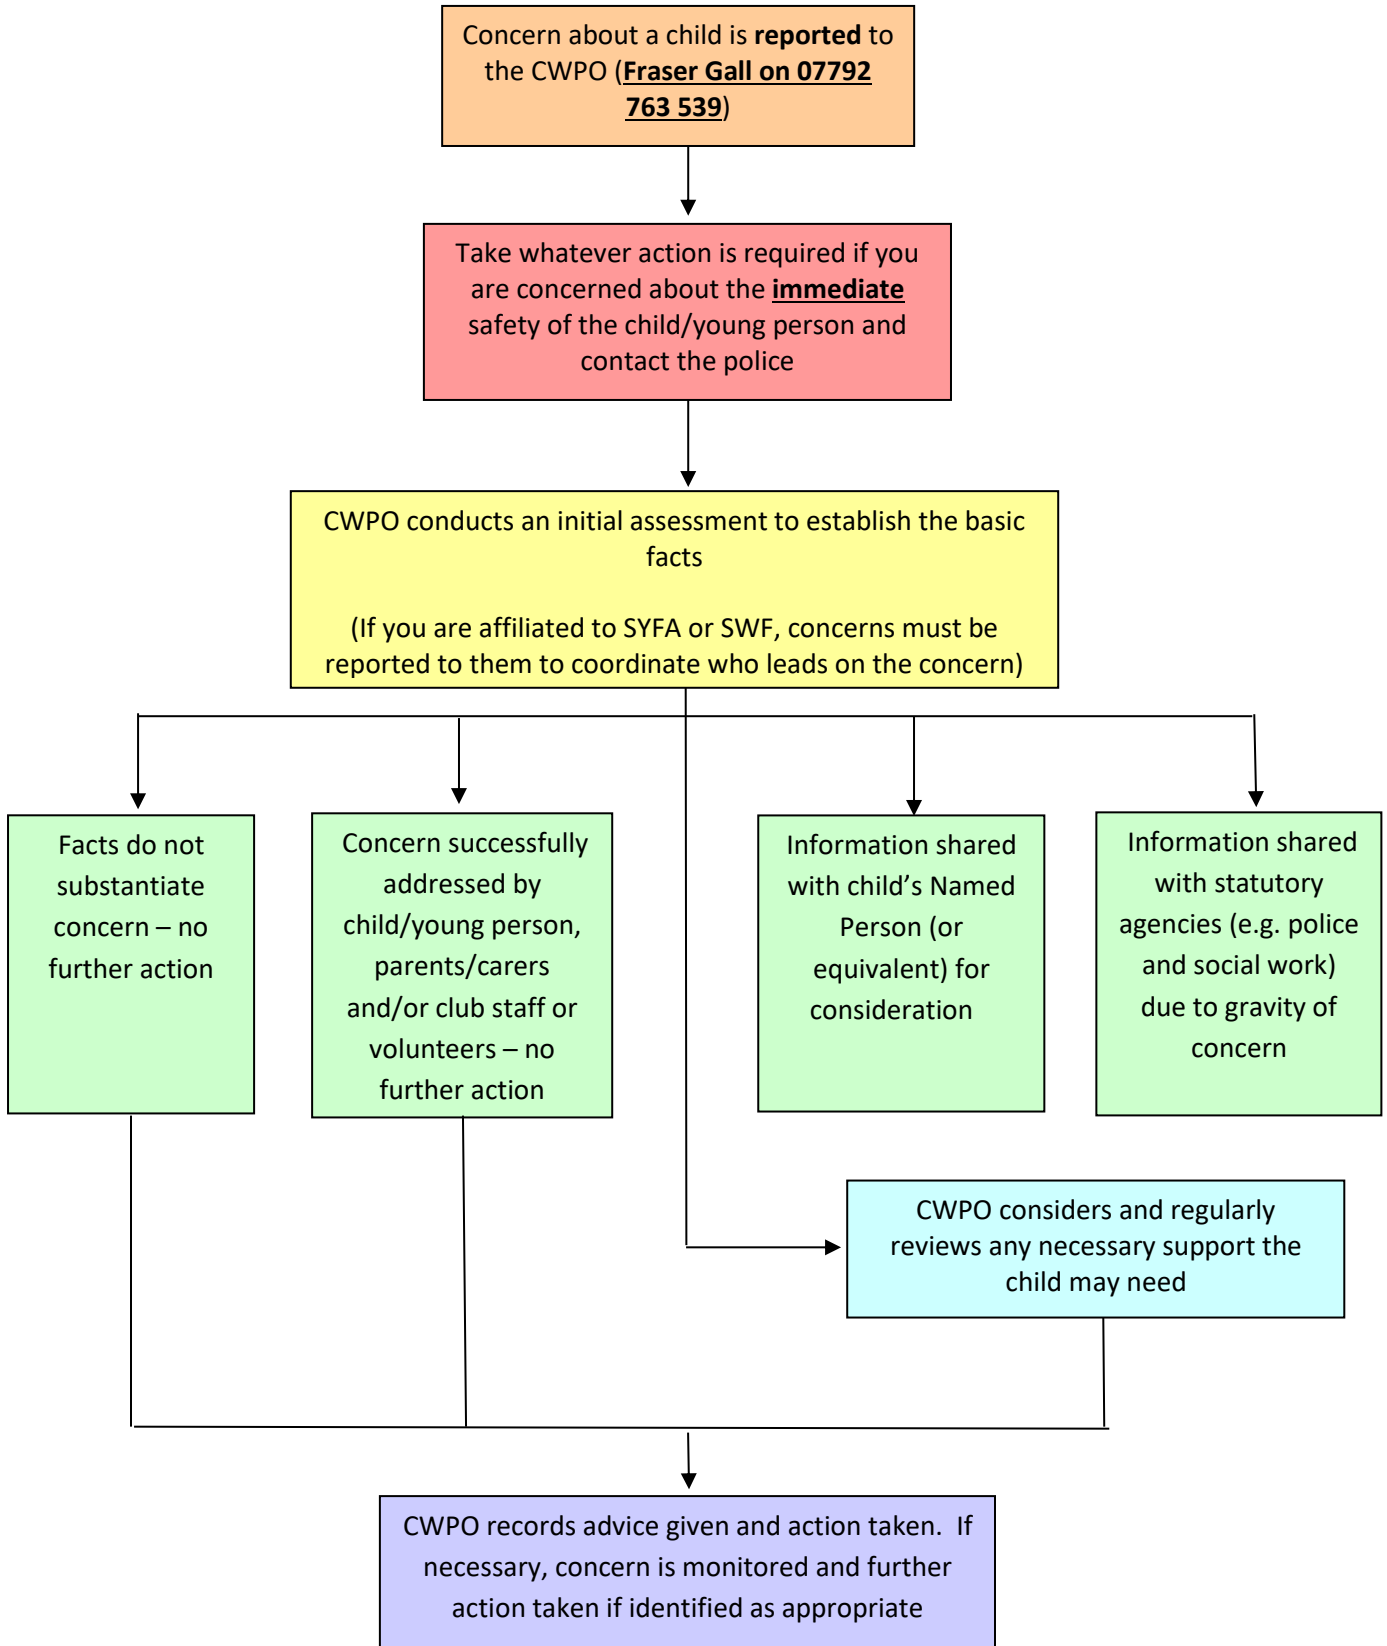 Concern about a child is reported to
the CWPO (Fraser Gall on 07792
763 539)
Take whatever action is required if you
are concerned about the immediate
safety of the child/young person and
contact the police
CWPO conducts an initial assessment to establish the basic
facts
(If you are affiliated to SYFA or SWF, concerns must be
reported to them to coordinate who leads on the concern)
Facts do not
substantiate
concern – no
further action
Concern successfully
addressed by
child/young person,
parents/carers
and/or club staff or
volunteers – no
further action
Information shared
with child’s Named
Person (or
equivalent) for
consideration
Information shared
with statutory
agencies (e.g. police
and social work)
due to gravity of
concern
CWPO considers and regularly
reviews any necessary support the
child may need
CWPO records advice given and action taken.  If
necessary, concern is monitored and further
action taken if identified as appropriate